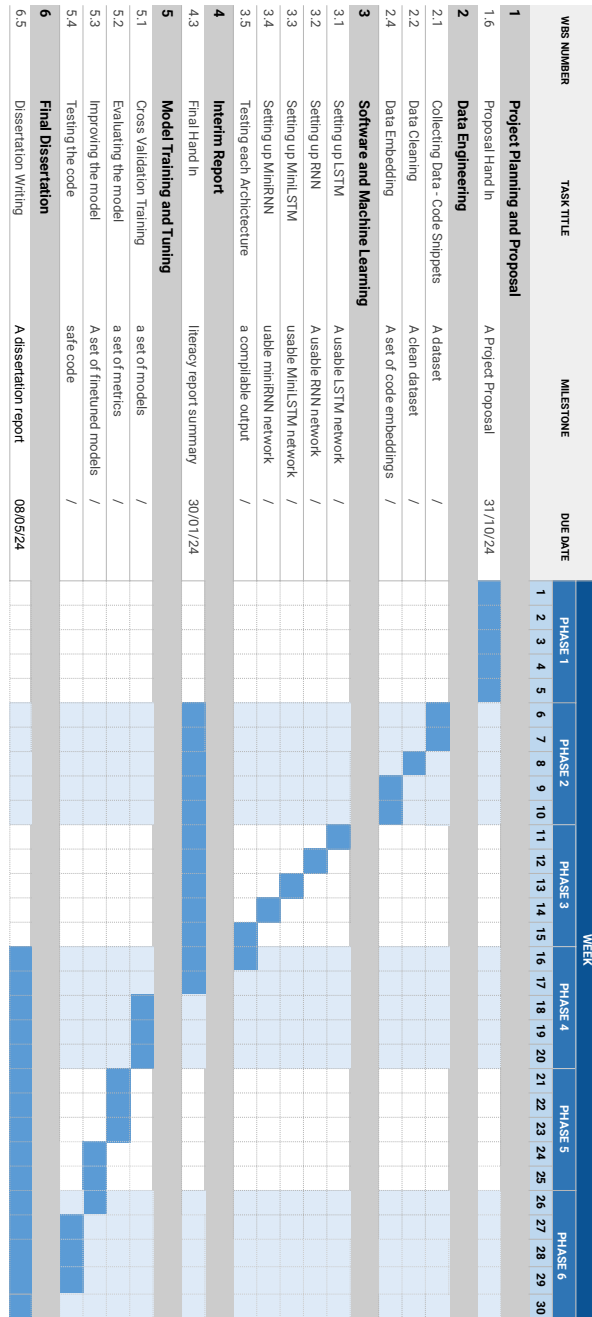 WEEK
PHASE 1 PHASE 2 PHASE 3 PHASE 4 PHASE 5 PHASE 6
WBS NUMBER TASK TITLE MILESTONE DUE DATE 1 2 3 4 5 6 7 8 9 10 11 12 13 14 15 16 17 18 19 20 21 22 23 24 25 26 27 28 29 30
1 Project Planning and Proposal
1.6 Proposal Hand In A Project Proposal 31/10/24
2 Data Engineering
2.1 Collecting Data - Code Snippets A dataset /
2.2 Data Cleaning A clean dataset /
2.4 Data Embedding A set of code embeddings /
3 Software and Machine Learning
3.1 Setting up LSTM A usable LSTM network /
3.2 Setting up RNN A usable RNN network /
3.3 Setting up MiniLSTM usable MiniLSTM network /
3.4 Setting up MiniRNN uable miniRNN network /
3.5 Testing each Archictecture a compilable output /
4 Interim Report
4.3 Final Hand In literacy report summary 30/01/24
5 Model Training and Tuning
5.1 Cross Validation Training a set of models /
5.2 Evaluating the model a set of metrics /
5.3 Improving the model A set of finetuned models /
5.4 Testing the code safe code /
6 Final Dissertation
6.5 Dissertation Writing A dissertation report 08/05/24